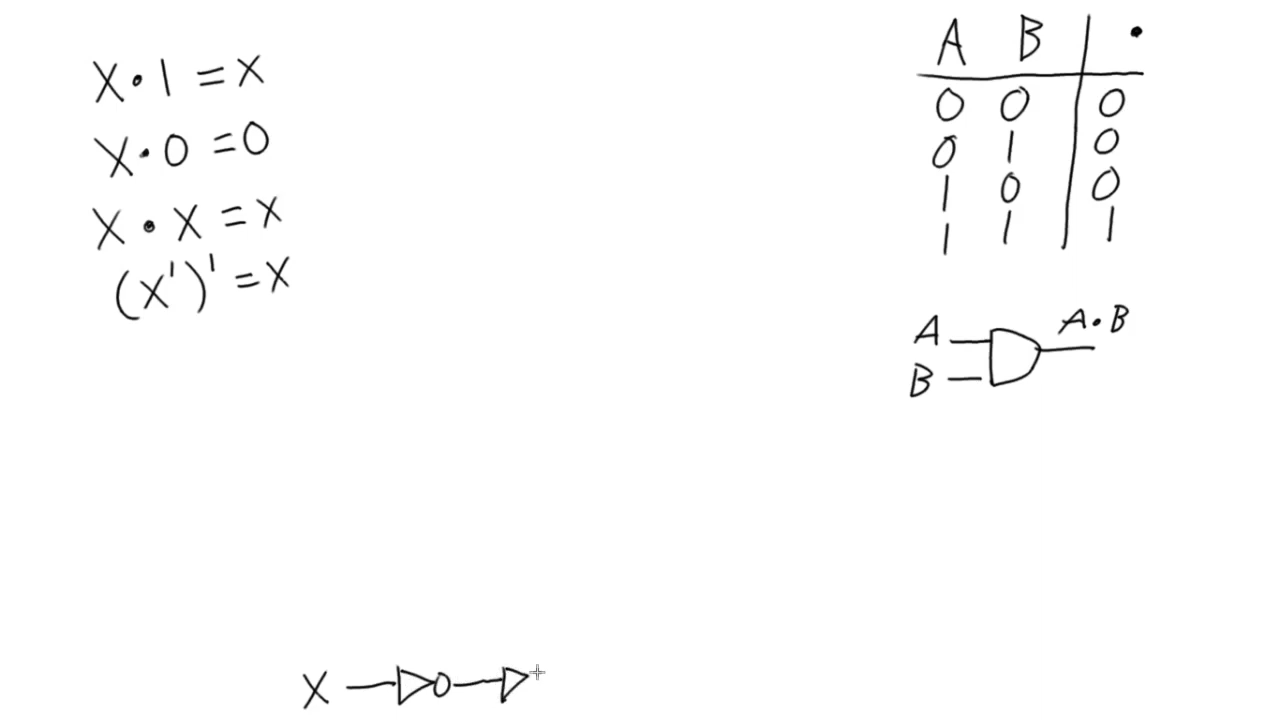 X · 1 = X
X · 0 = 0
X · X = X
(X')' = X
A B ·
0 0 0
0 1 0
1 0 0
1 1 1
A
B
A · B
X